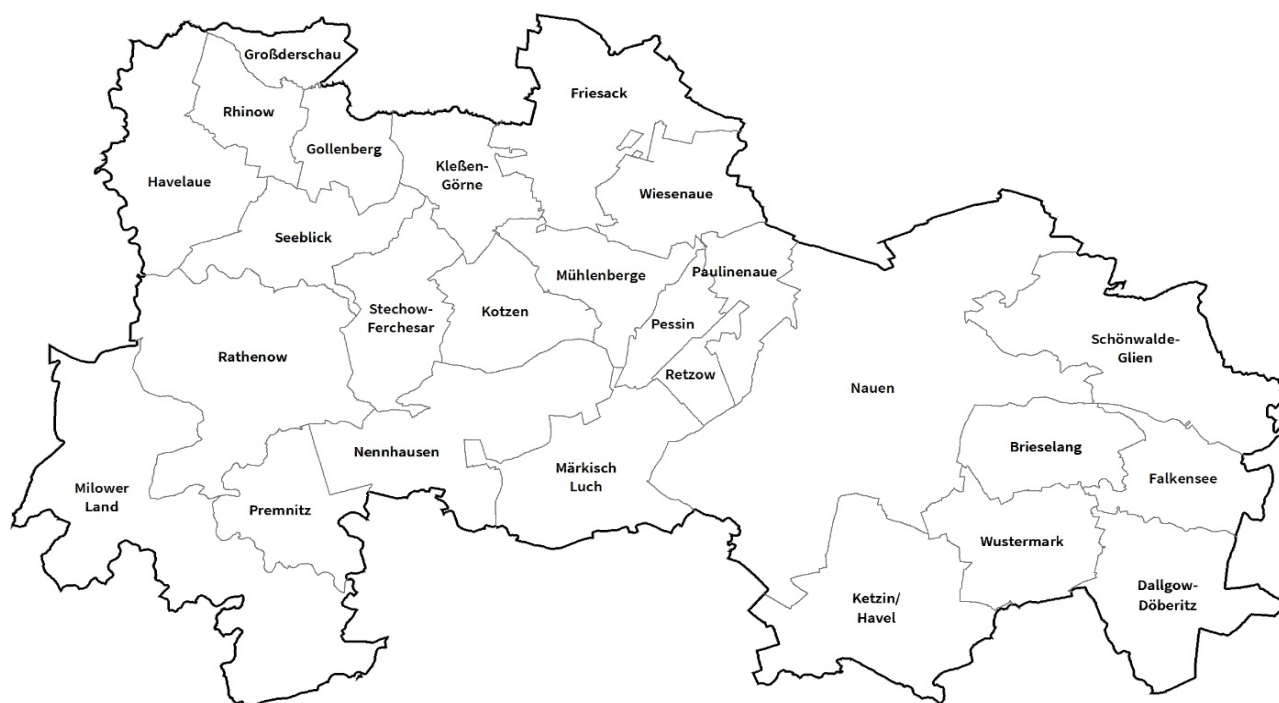 Großderschau
Friesack
Rhinow
Gollenberg
Kleßen-
Görne
Havelaue
Wiesenaue
Seeblick
Mühlenberge
Paulinenaue
Stechow-
Ferchesar
Kotzen
Pessin
Schönwalde-
Glien
Rathenow
Retzow
Nauen
Nennhausen
Brieselang
Märkisch
Luch
Falkensee
Milower
Land
Premnitz
Wustermark
Dallgow-
Döberitz
Ketzin/
Havel